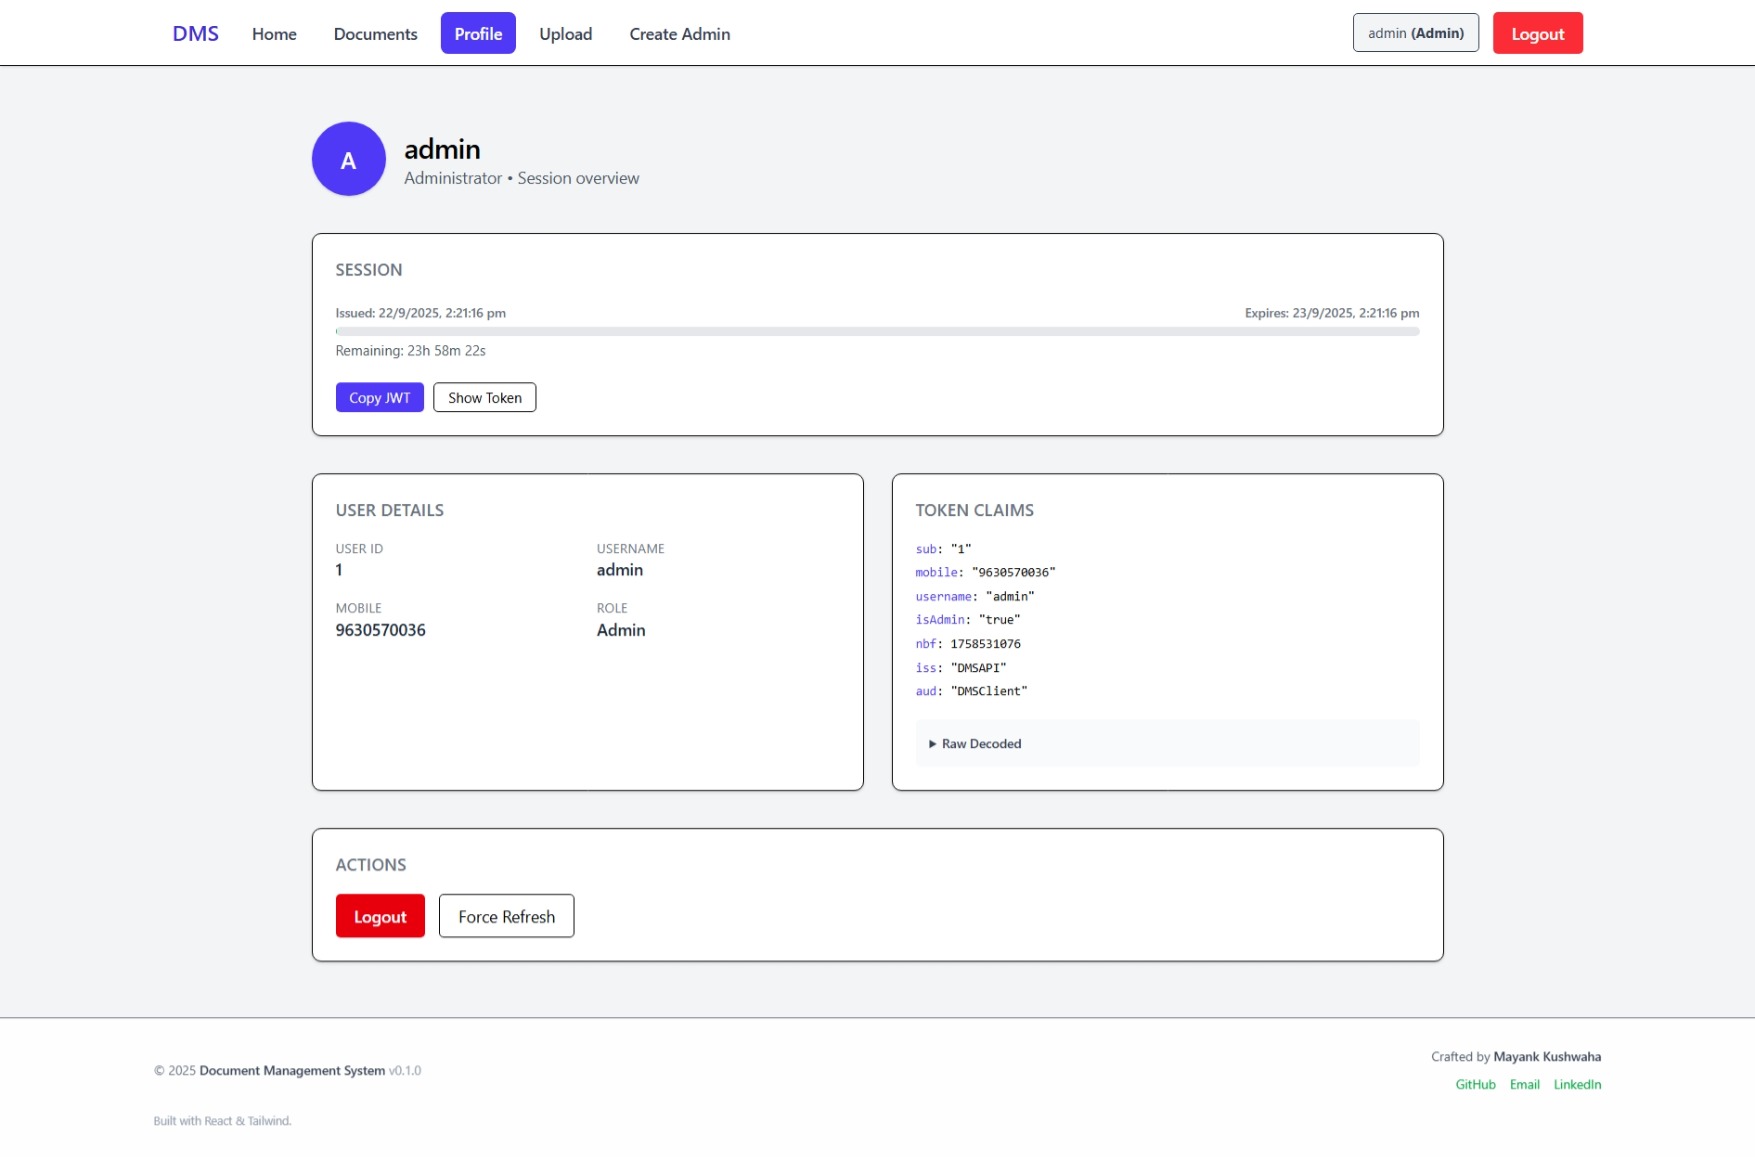 DMS Home Documents Profile Upload Create Admin admin (Admin) Logout
A
admin
Administrator • Session overview
SESSION
Issued: 22/9/2025, 2:21:16 pm Expires: 23/9/2025, 2:21:16 pm
Remaining: 23h 58m 22s
Copy JWT Show Token
USER DETAILS
USER ID USERNAME
1 admin
MOBILE ROLE
9630570036 Admin
TOKEN CLAIMS
sub: "1"
mobile: "9630570036"
username: "admin"
isAdmin: "true"
nbf: 1758531076
iss: "DMSAPI"
aud: "DMSClient"
▶ Raw Decoded
ACTIONS
Logout Force Refresh
© 2025 Document Management System v0.1.0
Built with React & Tailwind.
Crafted by Mayank Kushwaha
GitHub Email LinkedIn